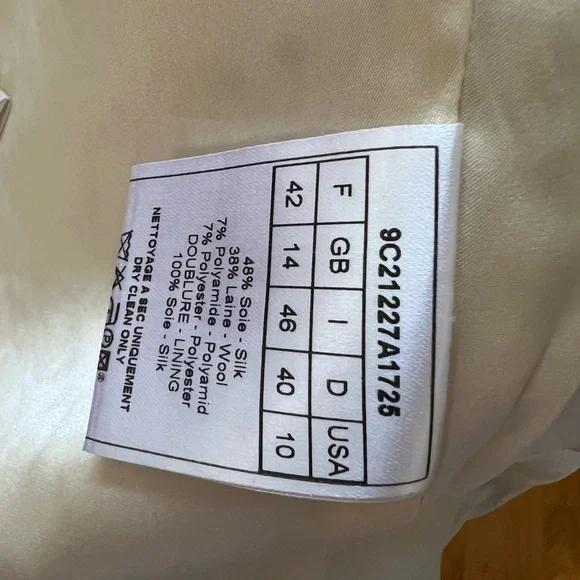 9C21227A1725
F GB I D USA
42 14 46 40 10
48% Soie - Silk
38% Laine - Wool
7% Polyamide - Polyamid
7% Polyester - Polyester
DOUBLURE - LINING
100% Soie - Silk
NETTOYAGE A SEC UNIQUEMENT
DRY CLEAN ONLY